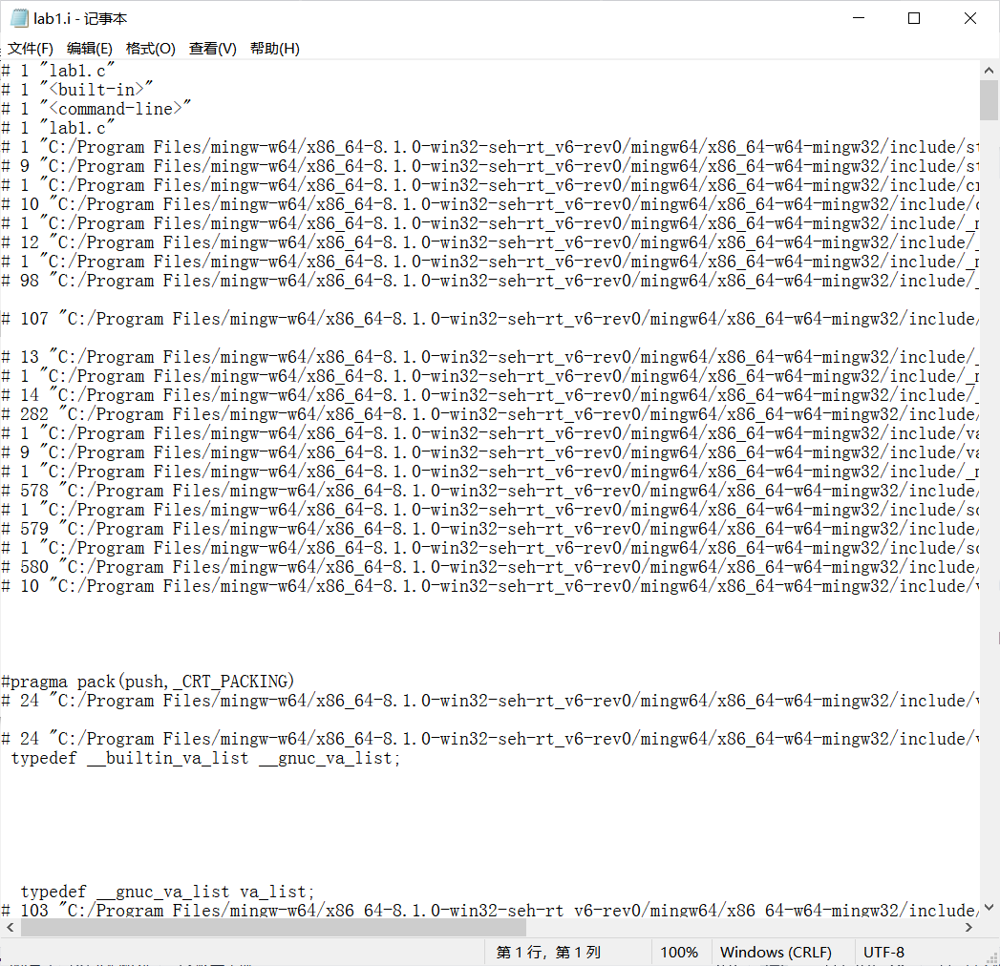 lab1.i - 记事本
文件(F) 编辑(E) 格式(O) 查看(V) 帮助(H)
# 1 "lab1.c"
# 1 "<built-in>"
# 1 "<command-line>"
# 1 "lab1.c"
# 1 "C:/Program Files/mingw-w64/x86_64-8.1.0-win32-seh-rt_v6-rev0/mingw64/x86_64-w64-mingw32/include/st
# 9 "C:/Program Files/mingw-w64/x86_64-8.1.0-win32-seh-rt_v6-rev0/mingw64/x86_64-w64-mingw32/include/st
# 1 "C:/Program Files/mingw-w64/x86_64-8.1.0-win32-seh-rt_v6-rev0/mingw64/x86_64-w64-mingw32/include/cr
# 10 "C:/Program Files/mingw-w64/x86_64-8.1.0-win32-seh-rt_v6-rev0/mingw64/x86_64-w64-mingw32/include/c
# 1 "C:/Program Files/mingw-w64/x86_64-8.1.0-win32-seh-rt_v6-rev0/mingw64/x86_64-w64-mingw32/include/_m
# 12 "C:/Program Files/mingw-w64/x86_64-8.1.0-win32-seh-rt_v6-rev0/mingw64/x86_64-w64-mingw32/include/_
# 1 "C:/Program Files/mingw-w64/x86_64-8.1.0-win32-seh-rt_v6-rev0/mingw64/x86_64-w64-mingw32/include/_m
# 98 "C:/Program Files/mingw-w64/x86_64-8.1.0-win32-seh-rt_v6-rev0/mingw64/x86_64-w64-mingw32/include/_
# 107 "C:/Program Files/mingw-w64/x86_64-8.1.0-win32-seh-rt_v6-rev0/mingw64/x86_64-w64-mingw32/include/
# 13 "C:/Program Files/mingw-w64/x86_64-8.1.0-win32-seh-rt_v6-rev0/mingw64/x86_64-w64-mingw32/include/_
# 1 "C:/Program Files/mingw-w64/x86_64-8.1.0-win32-seh-rt_v6-rev0/mingw64/x86_64-w64-mingw32/include/_m
# 14 "C:/Program Files/mingw-w64/x86_64-8.1.0-win32-seh-rt_v6-rev0/mingw64/x86_64-w64-mingw32/include/_
# 282 "C:/Program Files/mingw-w64/x86_64-8.1.0-win32-seh-rt_v6-rev0/mingw64/x86_64-w64-mingw32/include/
# 1 "C:/Program Files/mingw-w64/x86_64-8.1.0-win32-seh-rt_v6-rev0/mingw64/x86_64-w64-mingw32/include/va
# 9 "C:/Program Files/mingw-w64/x86_64-8.1.0-win32-seh-rt_v6-rev0/mingw64/x86_64-w64-mingw32/include/va
# 1 "C:/Program Files/mingw-w64/x86_64-8.1.0-win32-seh-rt_v6-rev0/mingw64/x86_64-w64-mingw32/include/_m
# 578 "C:/Program Files/mingw-w64/x86_64-8.1.0-win32-seh-rt_v6-rev0/mingw64/x86_64-w64-mingw32/include/
# 1 "C:/Program Files/mingw-w64/x86_64-8.1.0-win32-seh-rt_v6-rev0/mingw64/x86_64-w64-mingw32/include/sd
# 579 "C:/Program Files/mingw-w64/x86_64-8.1.0-win32-seh-rt_v6-rev0/mingw64/x86_64-w64-mingw32/include/
# 1 "C:/Program Files/mingw-w64/x86_64-8.1.0-win32-seh-rt_v6-rev0/mingw64/x86_64-w64-mingw32/include/sd
# 580 "C:/Program Files/mingw-w64/x86_64-8.1.0-win32-seh-rt_v6-rev0/mingw64/x86_64-w64-mingw32/include/
# 10 "C:/Program Files/mingw-w64/x86_64-8.1.0-win32-seh-rt_v6-rev0/mingw64/x86_64-w64-mingw32/include/v
#pragma pack(push,_CRT_PACKING)
# 24 "C:/Program Files/mingw-w64/x86_64-8.1.0-win32-seh-rt_v6-rev0/mingw64/x86_64-w64-mingw32/include/v
# 24 "C:/Program Files/mingw-w64/x86_64-8.1.0-win32-seh-rt_v6-rev0/mingw64/x86_64-w64-mingw32/include/v
typedef __builtin_va_list __gnuc_va_list;
typedef __gnuc_va_list va_list;
# 103 "C:/Program Files/mingw-w64/x86_64-8.1.0-win32-seh-rt_v6-rev0/mingw64/x86_64-w64-mingw32/include/
第 1 行，第 1 列 100% Windows (CRLF) UTF-8